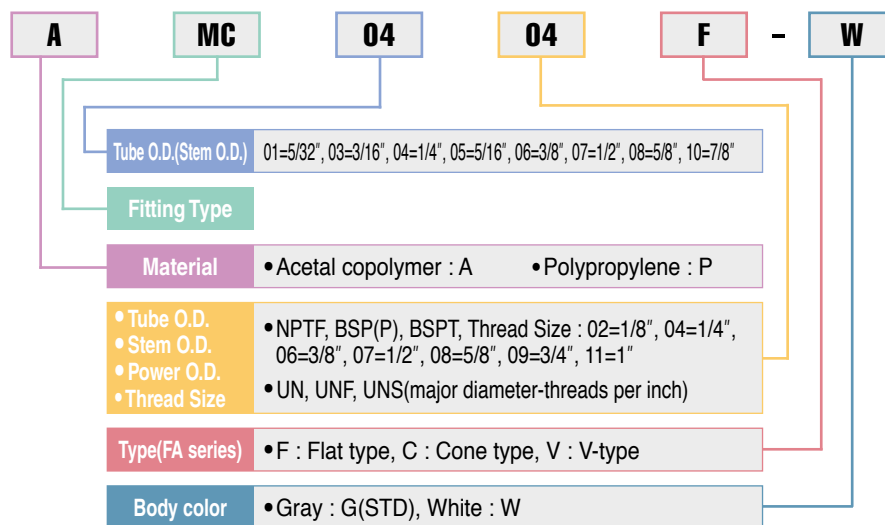 A MC 04 04 F - W
Tube O.D.(Stem O.D.) 01=5/32", 03=3/16", 04=1/4", 05=5/16", 06=3/8", 07=1/2", 08=5/8", 10=7/8"
Fitting Type
Material •Acetal copolymer : A •Polypropylene : P
•Tube O.D.
•Stem O.D.
•Power O.D.
•Thread Size
•NPTF, BSP(P), BSPT, Thread Size : 02=1/8", 04=1/4",
06=3/8", 07=1/2", 08=5/8", 09=3/4", 11=1"
•UN, UNF, UNS(major diameter-threads per inch)
Type(FA series) •F : Flat type, C : Cone type, V : V-type
Body color •Gray : G(STD), White : W